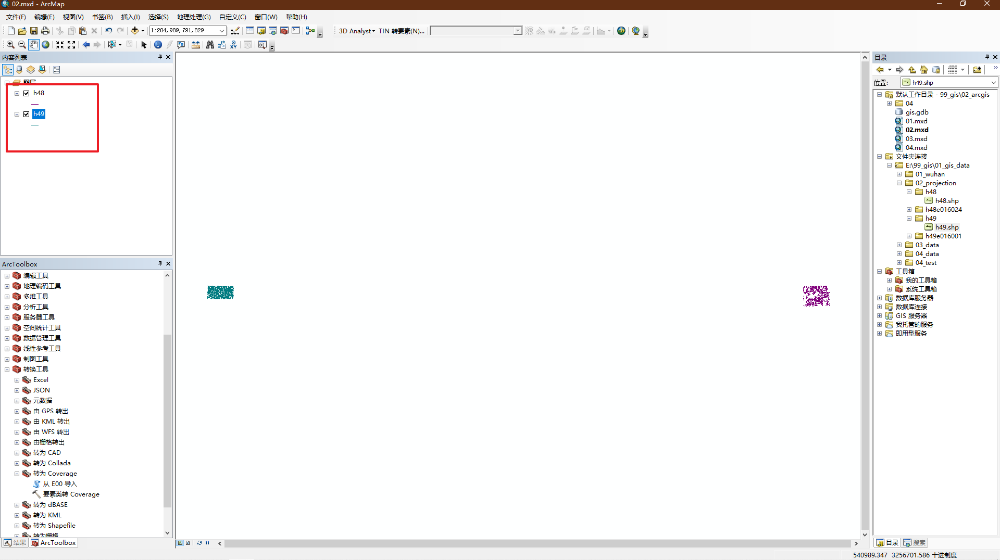 02.mxd - ArcMap
文件(F) 编辑(E) 视图(V) 书签(B) 插入(I) 选择(S) 地理处理(G) 自定义(C) 窗口(W) 帮助(H)
1:204,989,791,829 3D Analyst TIN 转要素(N)...
内容列表
图层
h48
h49
ArcToolbox
编辑工具
地理编码工具
多维工具
分析工具
服务器工具
空间统计工具
数据管理工具
线性参考工具
制图工具
转换工具
Excel
JSON
元数据
由 GPS 转出
由 KML 转出
由 WFS 转出
由栅格转出
转为 CAD
转为 Collada
转为 Coverage
从 E00 导入
要素类转 Coverage
转为 dBASE
转为 KML
转为 Shapefile
转为栅格
结果 ArcToolbox
目录
位置: h49.shp
默认工作目录 - 99_gis\02_arcgis
04
gis.gdb
01.mxd
02.mxd
03.mxd
04.mxd
文件夹连接
E:\99_gis\01_gis_data
01_wuhan
02_projection
h48
h48.shp
h48e016024
h49
h49.shp
h49e016001
03_data
04_data
04_test
工具箱
我的工具箱
系统工具箱
数据库服务器
数据库连接
GIS 服务器
我托管的服务
即用型服务
目录 搜索
540989.347 3256701.586 十进制度